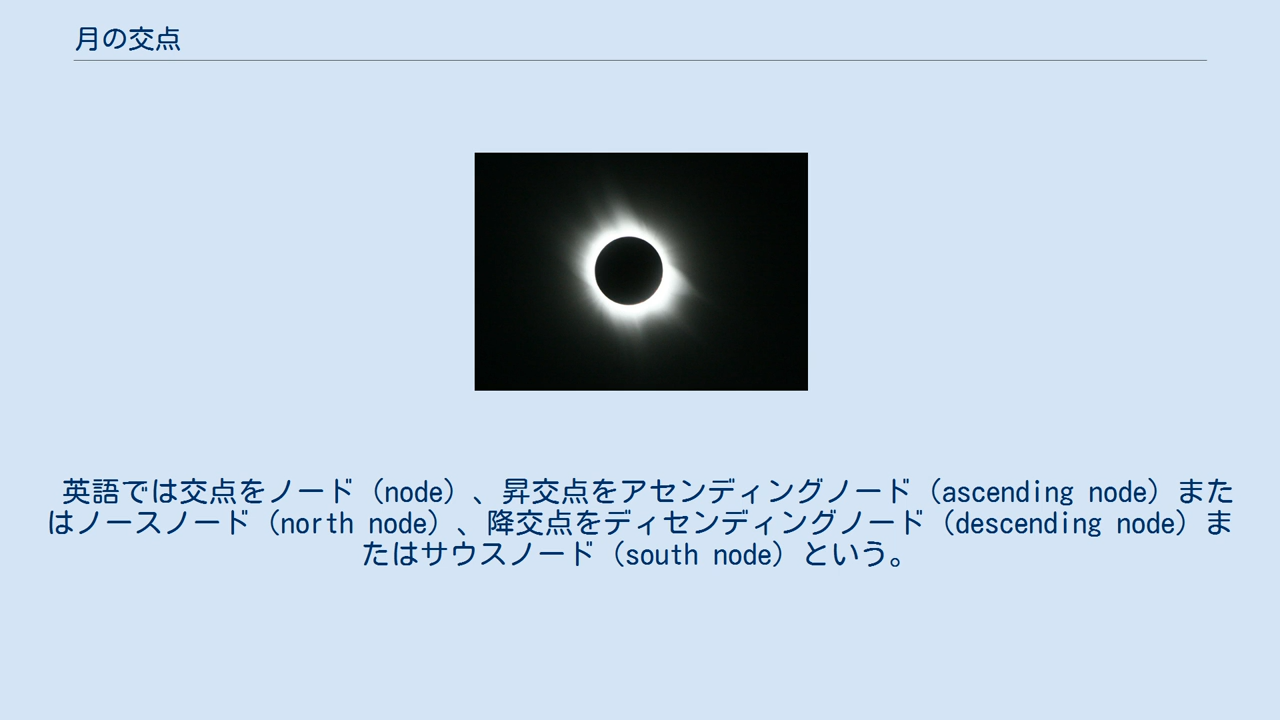 月の交点
英語では交点をノード（node）、昇交点をアセンディングノード（ascending node）また
はノースノード（north node）、降交点をディセンディングノード（descending node）ま
たはサウスノード（south node）という。